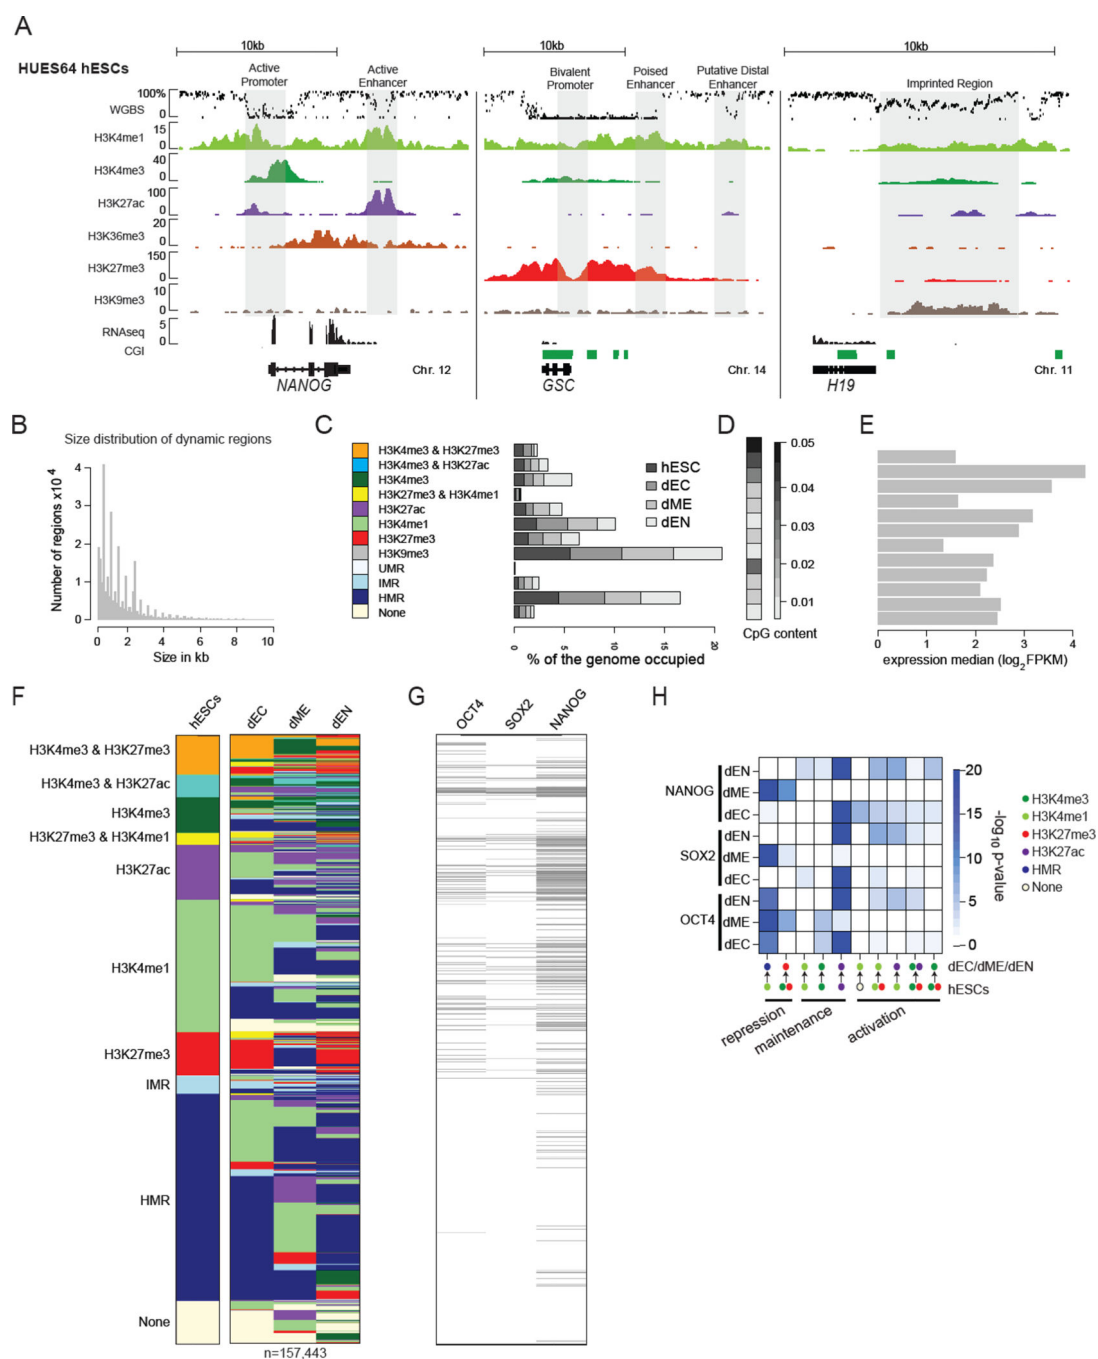 A
10kb
10kb
10kb
HUES64 hESCs
Active Promoter
Active Enhancer
Bivalent Promoter
Poised Enhancer
Putative Distal Enhancer
Imprinted Region
100%
WGBS
0
H3K4me1
15
0
H3K4me3
40
0
H3K27ac
100
0
H3K36me3
20
0
H3K27me3
150
0
H3K9me3
10
0
RNAseq
5
0
CGI
NANOG
Chr. 12
GSC
Chr. 14
H19
Chr. 11
B
Size distribution of dynamic regions
Number of regions x10⁴
4
3
2
1
0
0 2 4 6 8 10
Size in kb
C
H3K4me3 & H3K27me3
H3K4me3 & H3K27ac
H3K4me3
H3K27me3 & H3K4me1
H3K27ac
H3K4me1
H3K27me3
H3K9me3
UMR
IMR
HMR
None
hESC
dEC
dME
dEN
0 5 10 15 20
% of the genome occupied
D
0.05
0.04
0.03
0.02
0.01
CpG content
E
0 1 2 3 4
expression median (log₂FPKM)
F
hESCs
dEC
dME
dEN
H3K4me3 & H3K27me3
H3K4me3 & H3K27ac
H3K4me3
H3K27me3 & H3K4me1
H3K27ac
H3K4me1
H3K27me3
IMR
HMR
None
n=157,443
G
OCT4
SOX2
NANOG
H
NANOG
dEN
dME
dEC
SOX2
dEN
dME
dEC
OCT4
dEN
dME
dEC
20
15
10
5
0
-log₁₀ p-value
H3K4me3
H3K4me1
H3K27me3
H3K27ac
HMR
None
dEC/dME/dEN
hESCs
repression
maintenance
activation